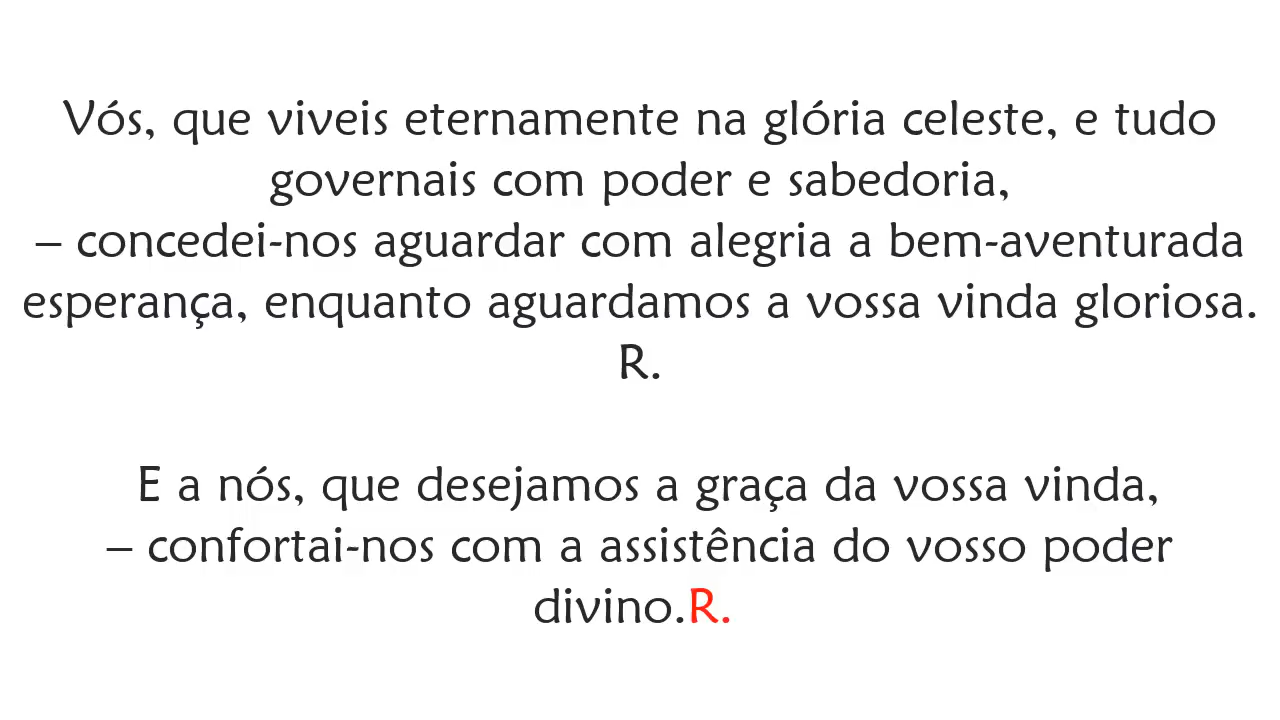 Vós, que viveis eternamente na glória celeste, e tudo
governais com poder e sabedoria,
– concedei-nos aguardar com alegria a bem-aventurada
esperança, enquanto aguardamos a vossa vinda gloriosa.
R.
E a nós, que desejamos a graça da vossa vinda,
– confortai-nos com a assistência do vosso poder
divino.R.